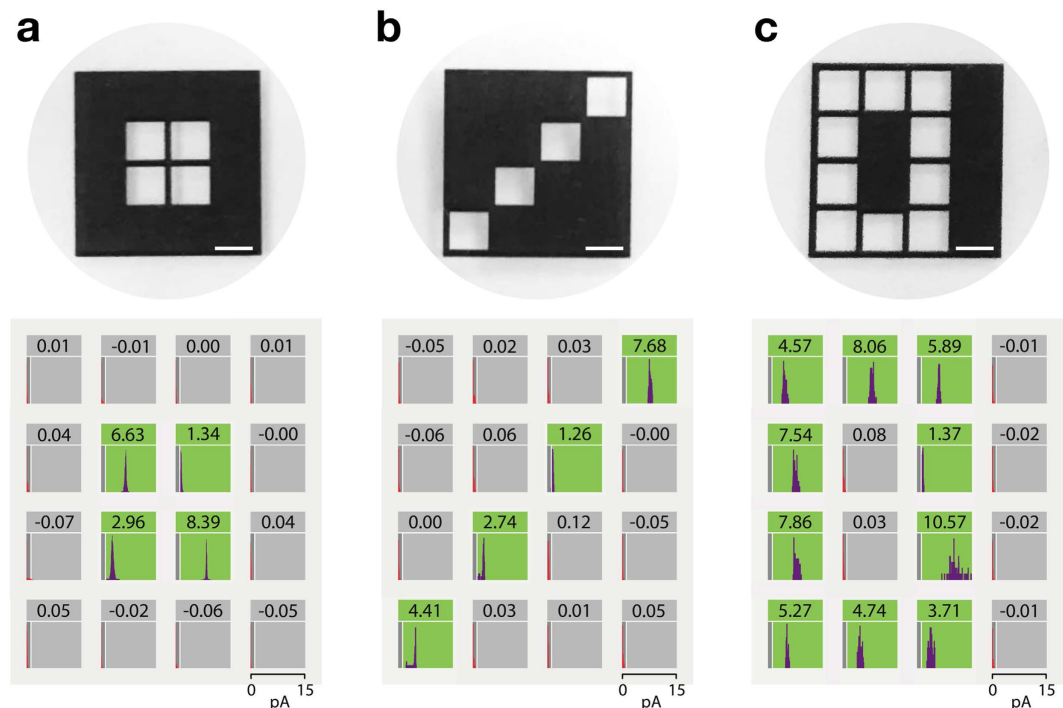 a b c
0.01 -0.01 0.00 0.01
0.04 6.63 1.34 -0.00
-0.07 2.96 8.39 0.04
0.05 -0.02 -0.06 -0.05
0 15
pA
-0.05 0.02 0.03 7.68
-0.06 0.06 1.26 -0.00
0.00 2.74 0.12 -0.05
4.41 0.03 0.01 0.05
0 15
pA
4.57 8.06 5.89 -0.01
7.54 0.08 1.37 -0.02
7.86 0.03 10.57 -0.02
5.27 4.74 3.71 -0.01
0 15
pA